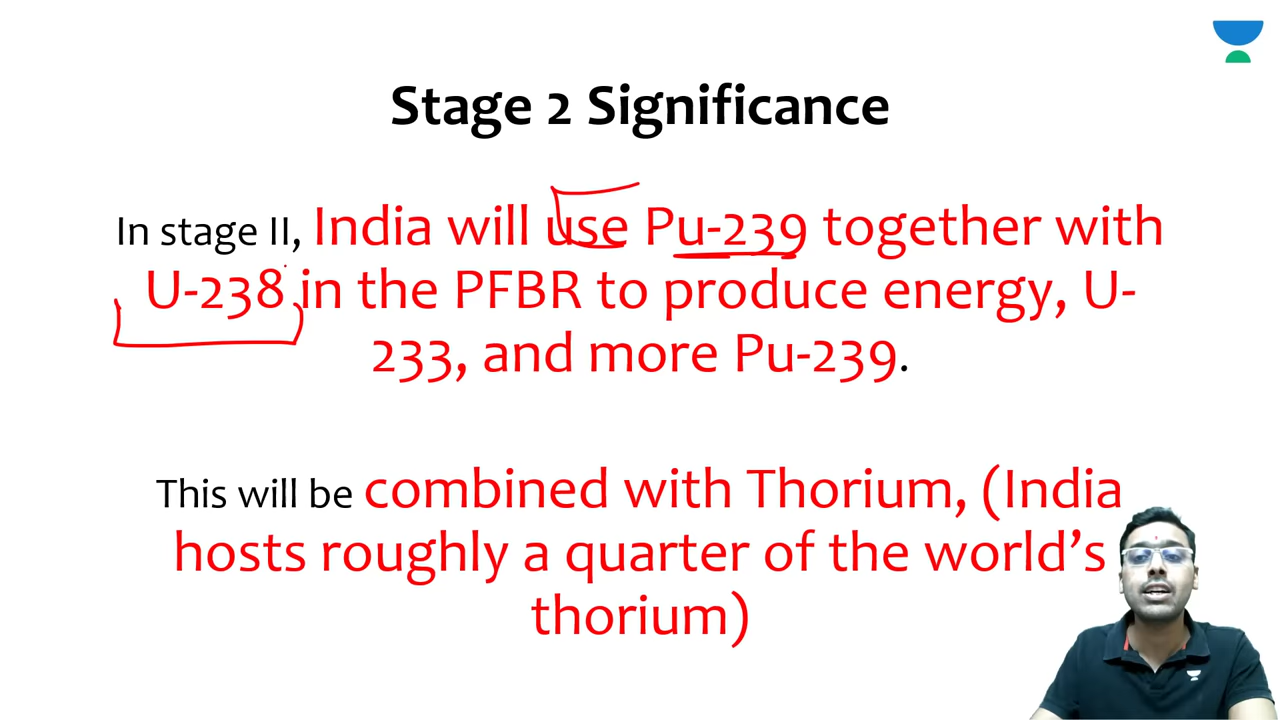 Stage 2 Significance
In stage II, India will use Pu-239 together with
U-238 in the PFBR to produce energy, U-
233, and more Pu-239.
This will be combined with Thorium, (India
hosts roughly a quarter of the world’s
thorium)